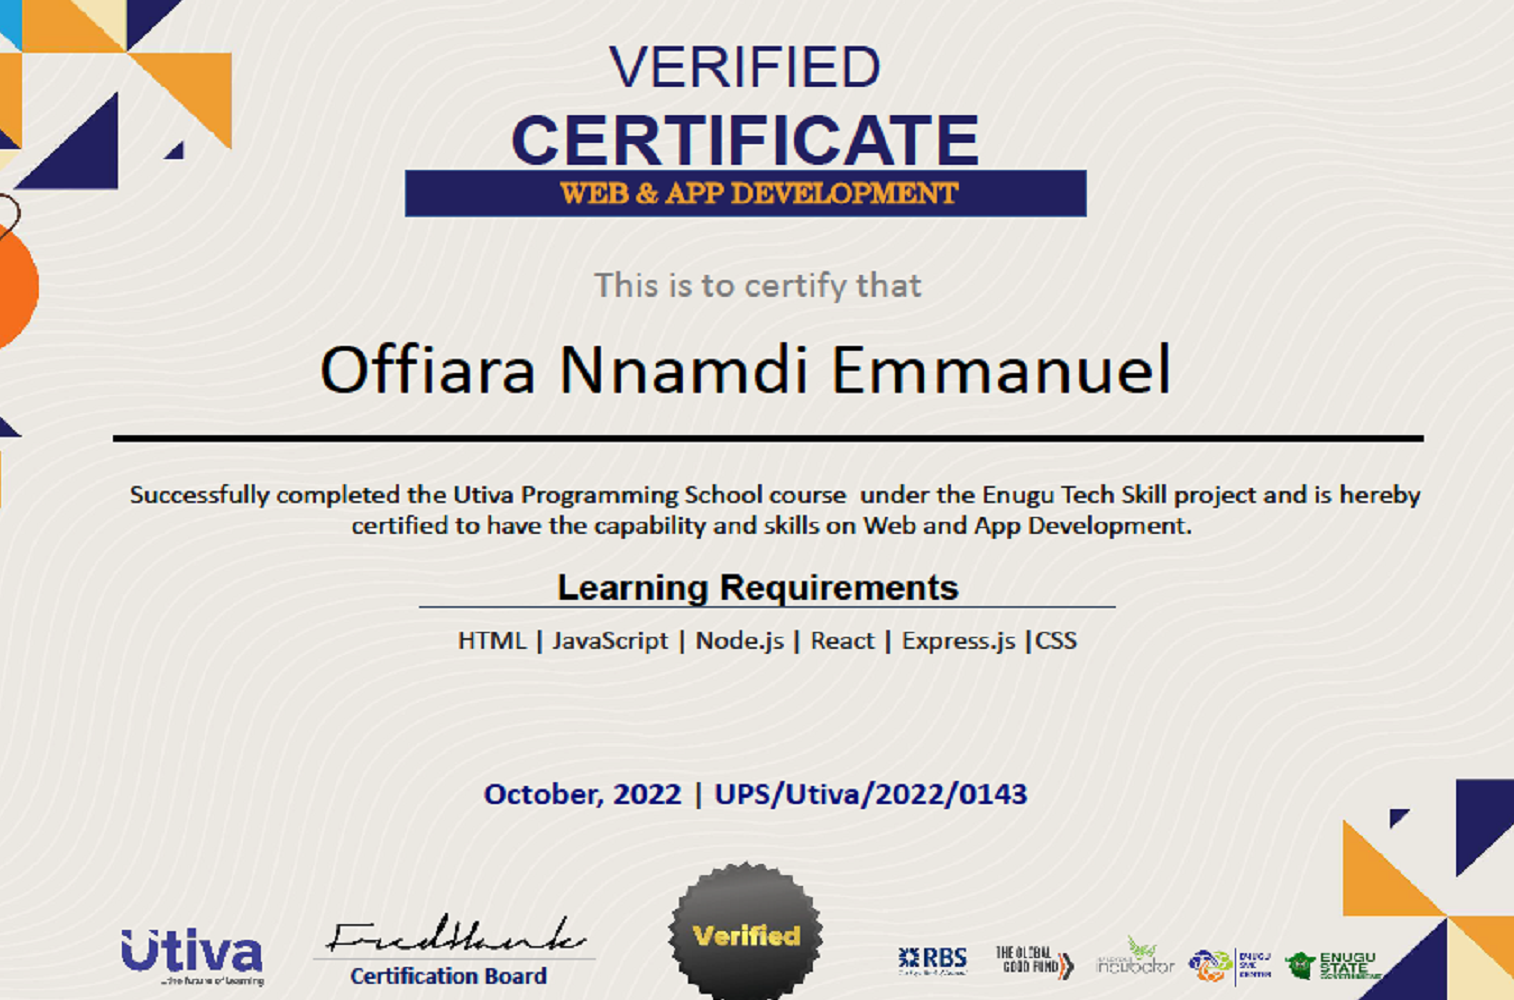 VERIFIED
CERTIFICATE
WEB & APP DEVELOPMENT
This is to certify that
Offiara Nnamdi Emmanuel
Successfully completed the Utiva Programming School course under the Enugu Tech Skill project and is hereby
certified to have the capability and skills on Web and App Development.
Learning Requirements
HTML | JavaScript | Node.js | React | Express.js |CSS
October, 2022 | UPS/Utiva/2022/0143
Utiva
...the future of learning
Certification Board
Verified
RBS
THE GLOBAL
GOOD FUND
incubator
ENUGU
SME
CENTER
ENUGU
STATE
GOVERNMENT